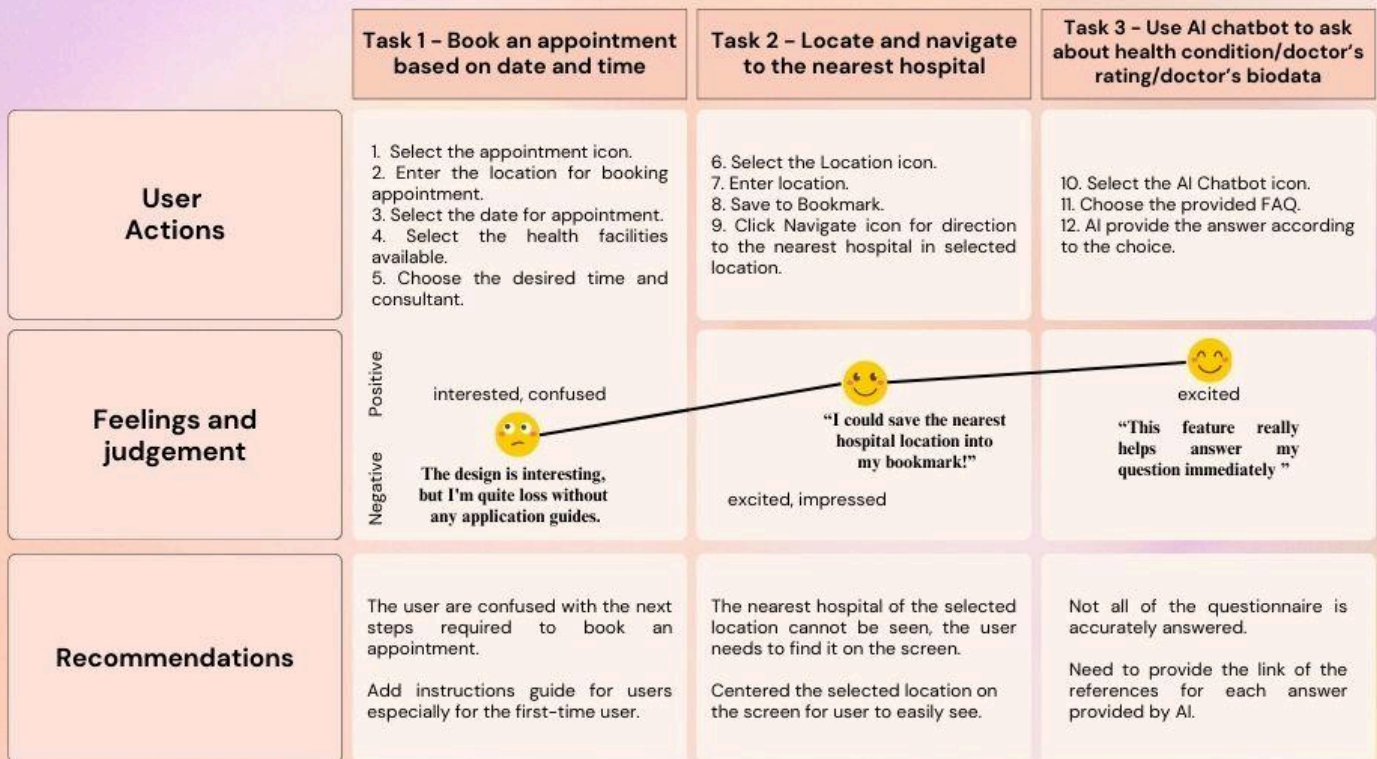 Task 1 - Book an appointment
based on date and time
Task 2 - Locate and navigate
to the nearest hospital
Task 3 - Use AI chatbot to ask
about health condition/doctor's
rating/doctor's biodata
User
Actions
1. Select the appointment icon.
2. Enter the location for booking
appointment.
3. Select the date for appointment.
4. Select the health facilities
available.
5. Choose the desired time and
consultant.
6. Select the Location icon.
7. Enter location.
8. Save to Bookmark.
9. Click Navigate icon for direction
to the nearest hospital in selected
location.
10. Select the AI Chatbot icon.
11. Choose the provided FAQ.
12. AI provide the answer according
to the choice.
Feelings and
judgement
Positive
Negative
interested, confused
The design is interesting,
but I'm quite loss without
any application guides.
“I could save the nearest
hospital location into
my bookmark!”
excited, impressed
excited
“This feature really
helps answer my
question immediately ”
Recommendations
The user are confused with the next
steps required to book an
appointment.
Add instructions guide for users
especially for the first-time user.
The nearest hospital of the selected
location cannot be seen, the user
needs to find it on the screen.
Centered the selected location on
the screen for user to easily see.
Not all of the questionnaire is
accurately answered.
Need to provide the link of the
references for each answer
provided by AI.